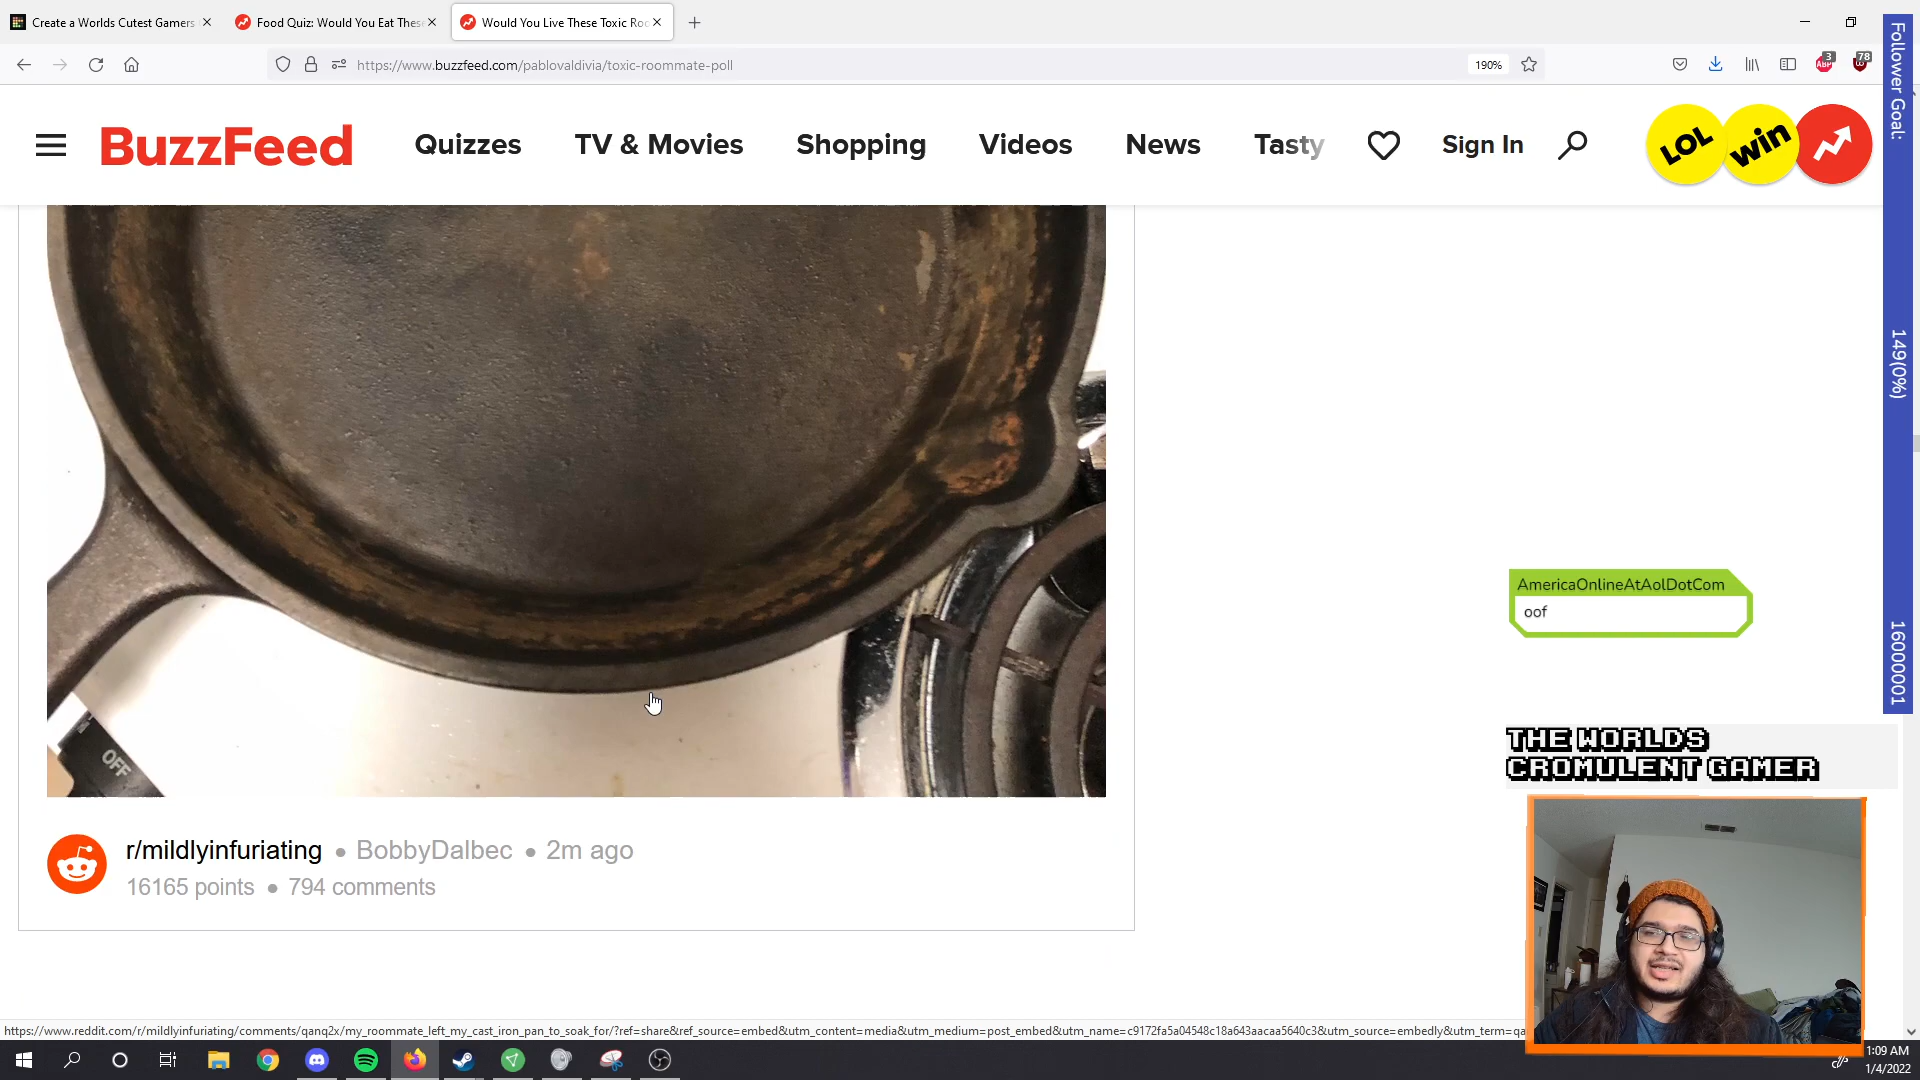 Create a Worlds Cutest Gamers
Food Quiz: Would You Eat These
Would You Live These Toxic Roo
https://www.buzzfeed.com/pablovaldivia/toxic-roommate-poll
190%
3
78
BuzzFeed
Quizzes
TV & Movies
Shopping
Videos
News
Tasty
Sign In
LOL
win
Follower Goal:
149(0%)
16000001
OFF
AmericaOnlineAtAolDotCom
oof
THE WORLDS
CROMULENT GAMER
r/mildlyinfuriating • BobbyDalbec • 2m ago
16165 points • 794 comments
https://www.reddit.com/r/mildlyinfuriating/comments/qanq2x/my_roommate_left_my_cast_iron_pan_to_soak_for/?ref=share&ref_source=embed&utm_content=media&utm_medium=post_embed&utm_name=c9172fa5a04548c18a643aacaa5640c3&utm_source=embedly&utm_term=qa
1:09 AM
1/4/2022